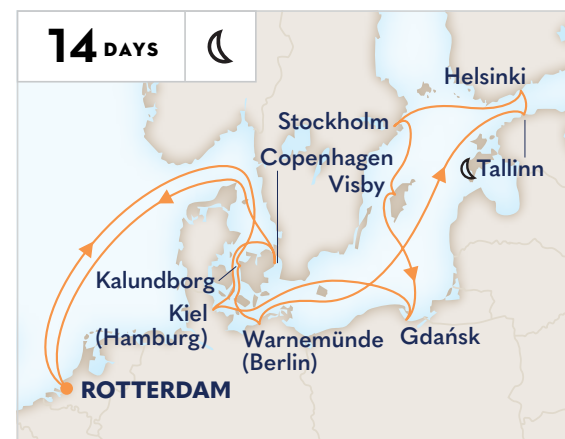 14 DAYS
Helsinki
Stockholm
Copenhagen
Visby
Tallinn
Kalundborg
Kiel
(Hamburg)
Warnemünde
(Berlin)
Gdańsk
ROTTERDAM